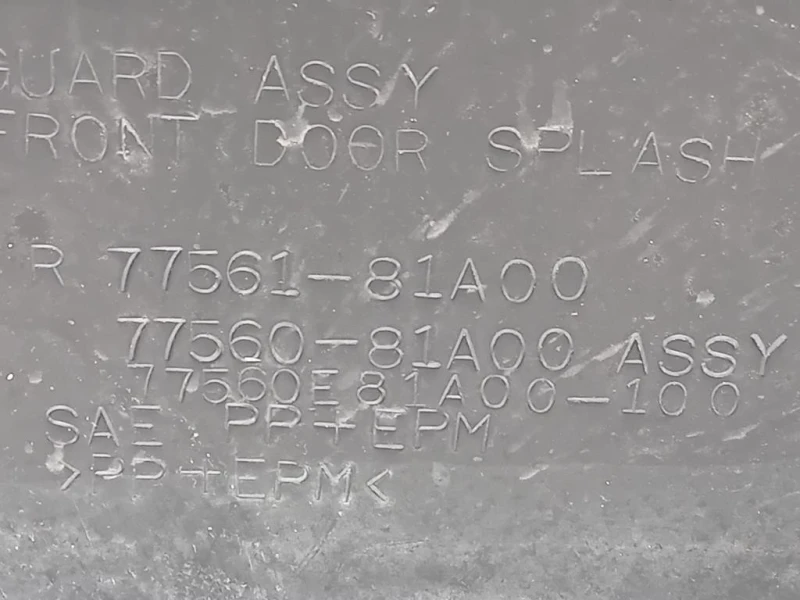 GUARD ASSY
FRONT DOOR SPLASH
R 77561-81A00
77560-81A00 ASSY
77560E81A00-100
SAE PP+EPM
>PP+EPM<